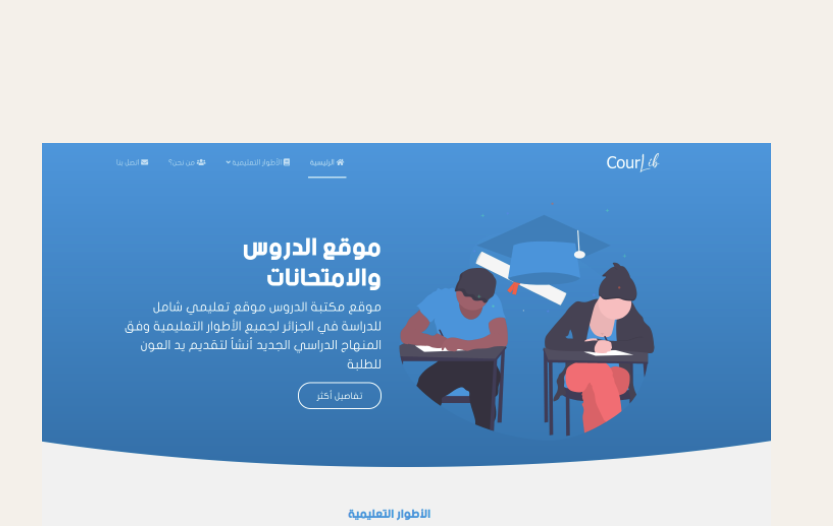 CourLib
الرئيسية
الأطوار التعليمية
من نحن؟
اتصل بنا
موقع الدروس
والامتحانات
موقع مكتبة الدروس موقع تعليمي شامل
للدراسة في الجزائر لجميع الأطوار التعليمية وفق
المنهاج الدراسي الجديد أنشأ لتقديم يد العون
للطلبة
تفاصيل أكثر
الأطوار التعليمية